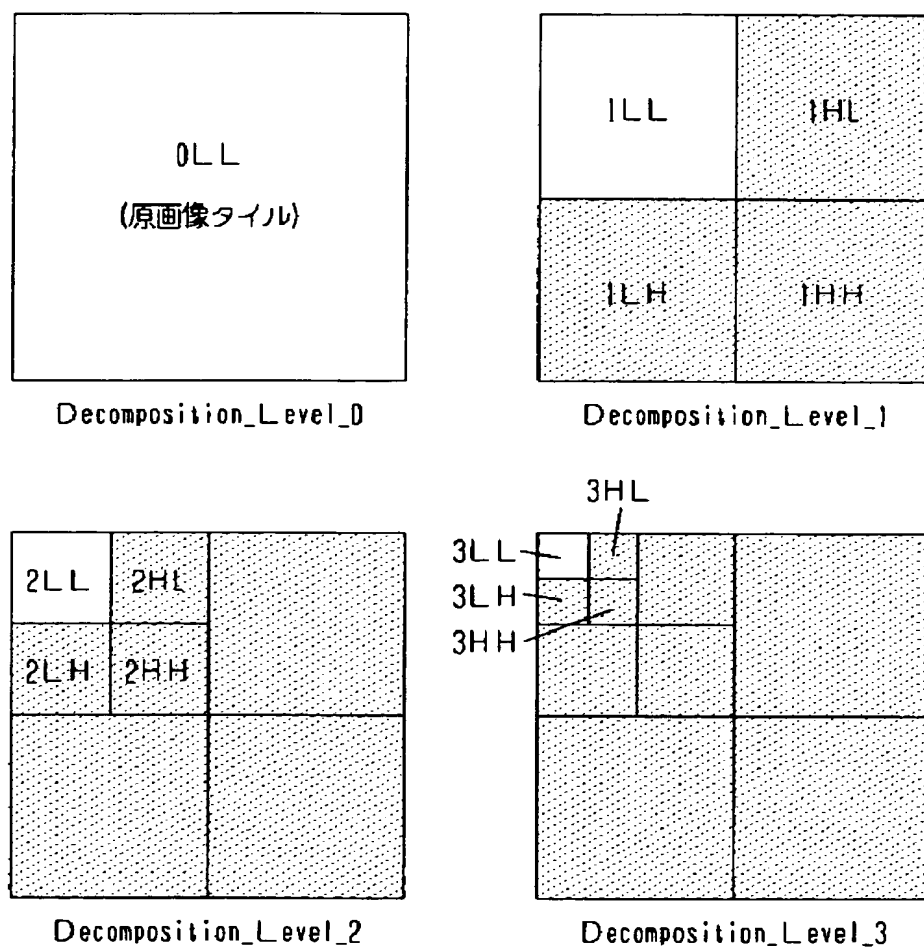 0LL
(原画像タイル)
Decomposition_Level_0
1LL
1HL
1LH
1HH
Decomposition_Level_1
2LL
2HL
2LH
2HH
Decomposition_Level_2
3HL
3LL
3LH
3HH
Decomposition_Level_3